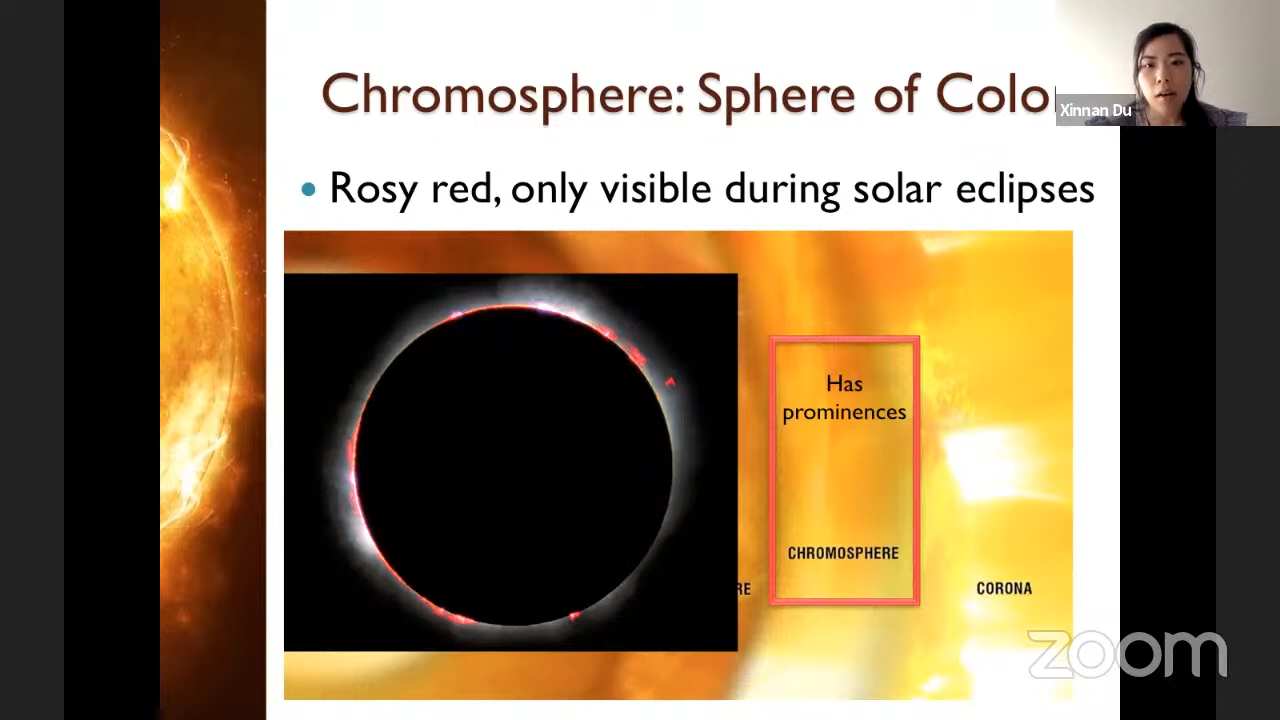 Chromosphere: Sphere of Colo
Xinnan Du
• Rosy red, only visible during solar eclipses
Has
prominences
CHROMOSPHERE
RE
CORONA
zoom